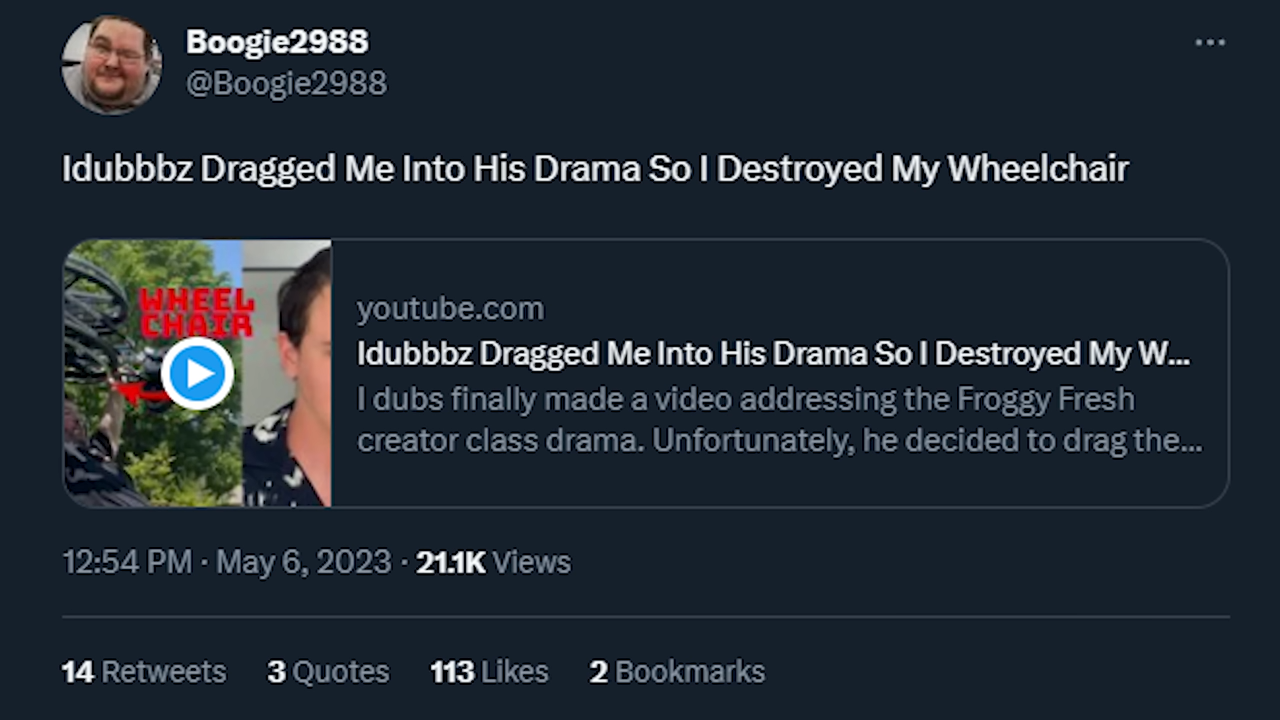 Boogie2988
@Boogie2988
Idubbbz Dragged Me Into His Drama So I Destroyed My Wheelchair
WHEEL
CHAIR
youtube.com
Idubbbz Dragged Me Into His Drama So I Destroyed My W...
I dubs finally made a video addressing the Froggy Fresh
creator class drama. Unfortunately, he decided to drag the...
12:54 PM · May 6, 2023 · 21.1K Views
14 Retweets 3 Quotes 113 Likes 2 Bookmarks